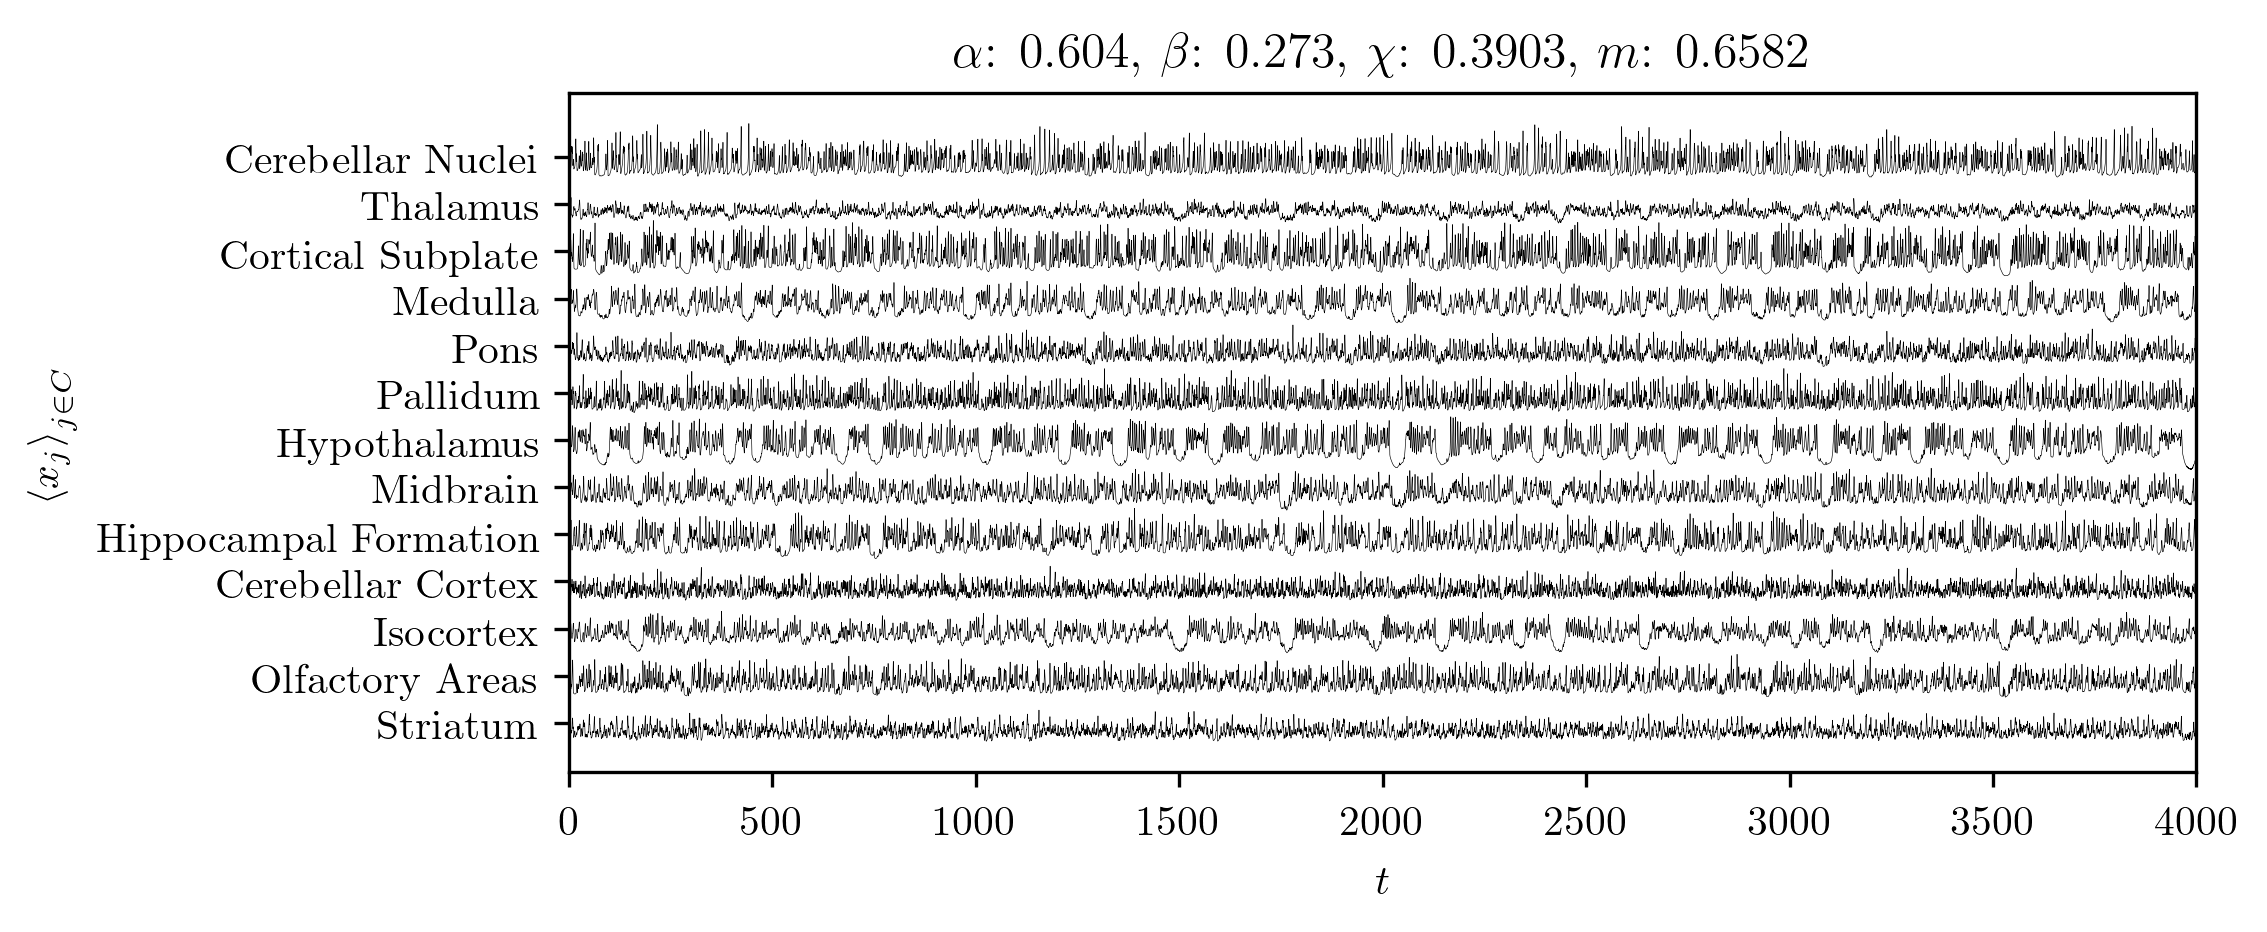 α: 0.604, β: 0.273, χ: 0.3903, m: 0.6582
⟨x_j⟩_{j∈C}
Cerebellar Nuclei
Thalamus
Cortical Subplate
Medulla
Pons
Pallidum
Hypothalamus
Midbrain
Hippocampal Formation
Cerebellar Cortex
Isocortex
Olfactory Areas
Striatum
0 500 1000 1500 2000 2500 3000 3500 4000
t